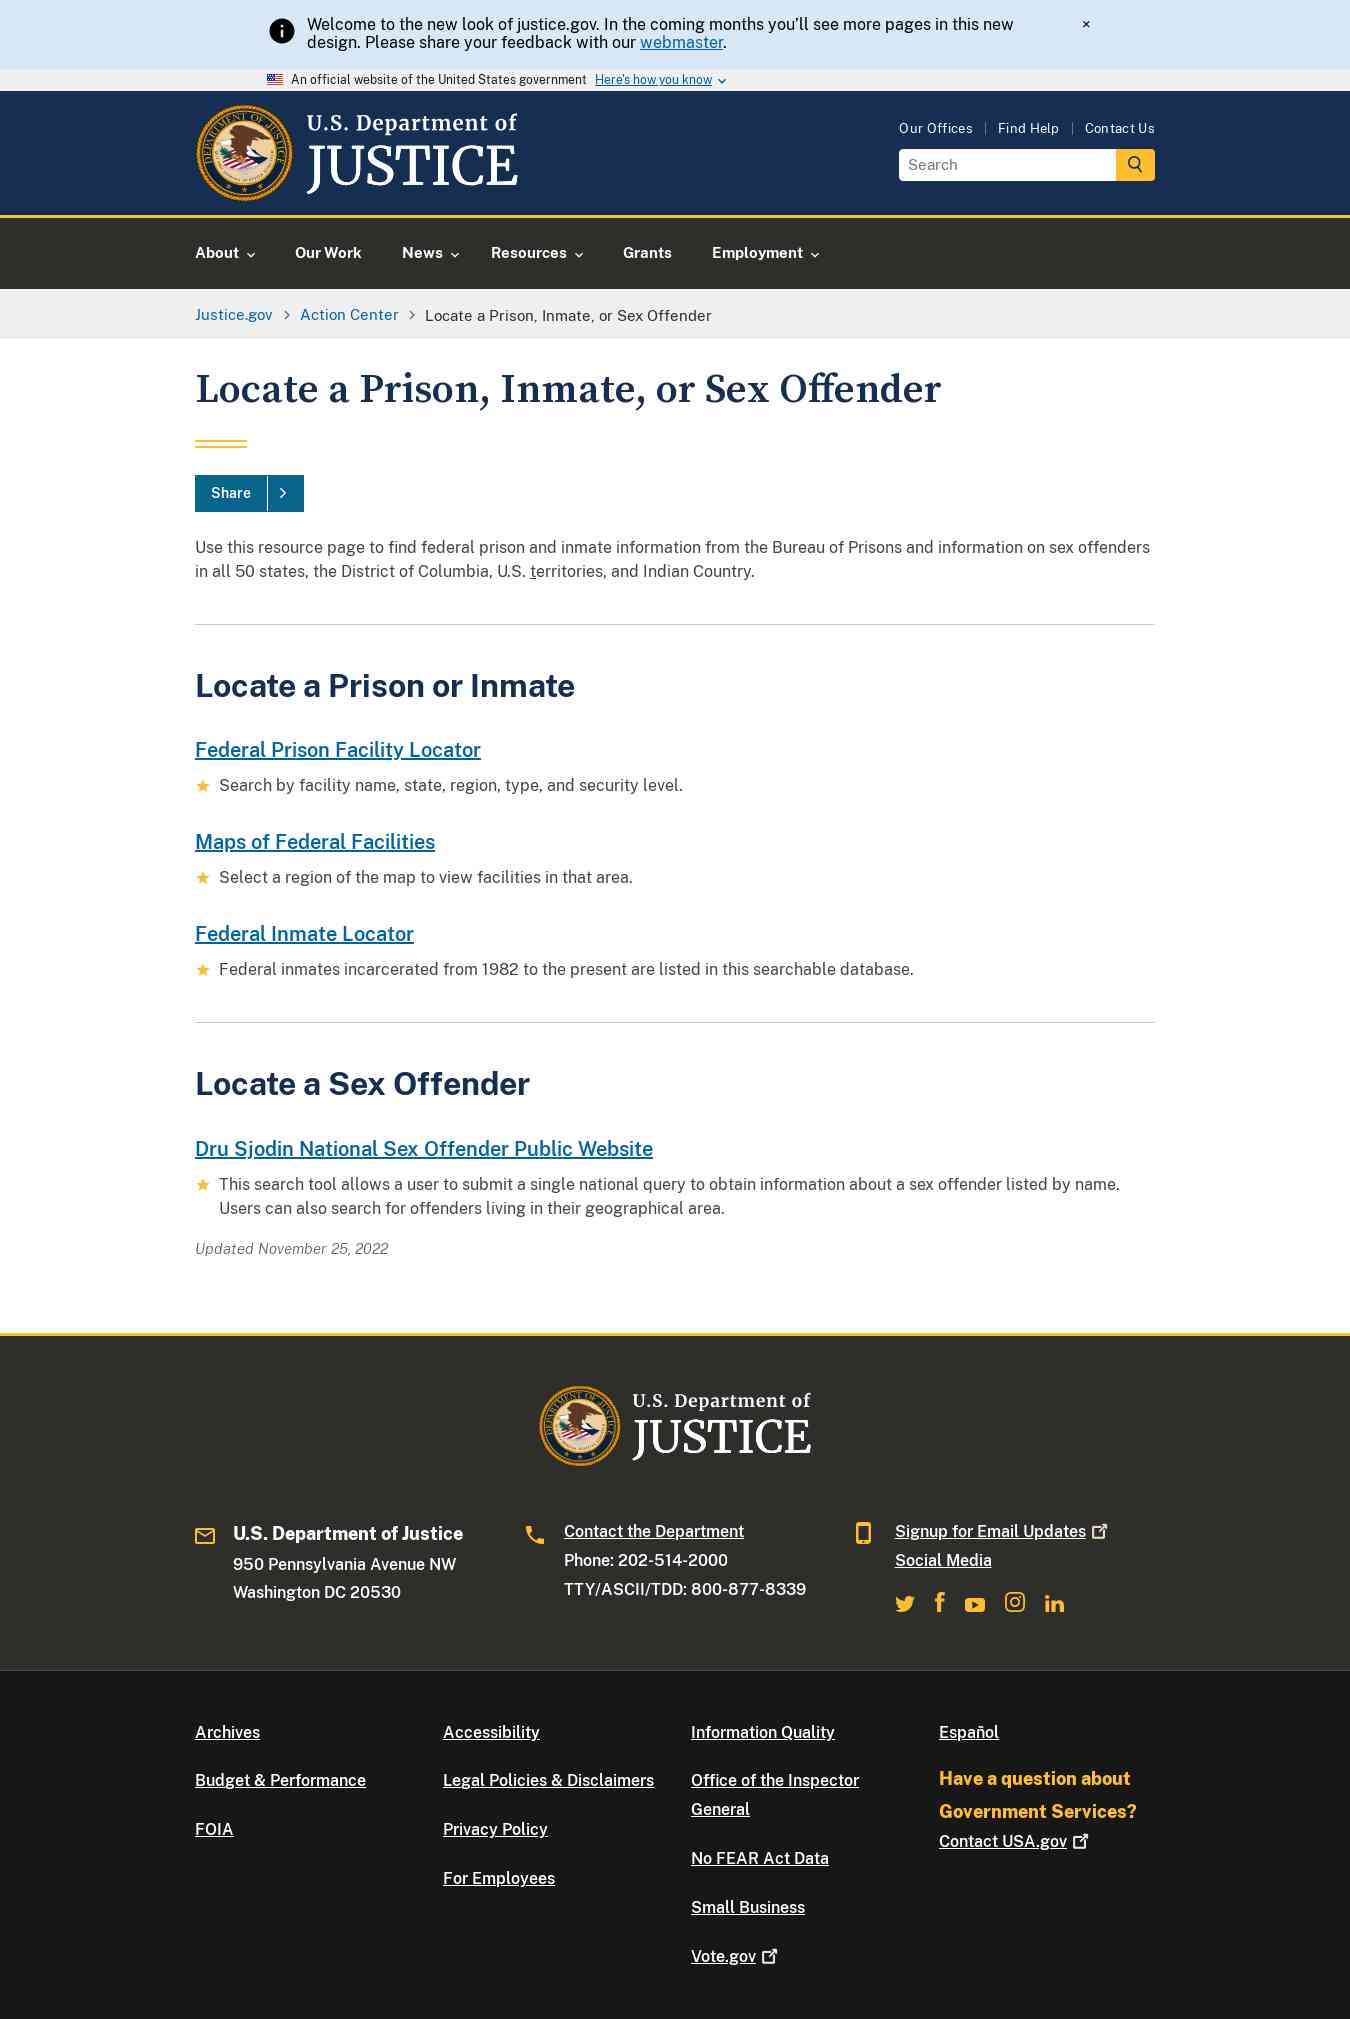 Welcome to the new look of justice.gov. In the coming months you'll see more pages in this new
design. Please share your feedback with our webmaster.
×
An official website of the United States government Here's how you know
U.S. Department of
JUSTICE
Our Offices Find Help Contact Us
Search
About Our Work News Resources Grants Employment
Justice.gov Action Center Locate a Prison, Inmate, or Sex Offender
Locate a Prison, Inmate, or Sex Offender
Share
Use this resource page to find federal prison and inmate information from the Bureau of Prisons and information on sex offenders
in all 50 states, the District of Columbia, U.S. territories, and Indian Country.
Locate a Prison or Inmate
Federal Prison Facility Locator
Search by facility name, state, region, type, and security level.
Maps of Federal Facilities
Select a region of the map to view facilities in that area.
Federal Inmate Locator
Federal inmates incarcerated from 1982 to the present are listed in this searchable database.
Locate a Sex Offender
Dru Sjodin National Sex Offender Public Website
This search tool allows a user to submit a single national query to obtain information about a sex offender listed by name.
Users can also search for offenders living in their geographical area.
Updated November 25, 2022
U.S. Department of
JUSTICE
U.S. Department of Justice
950 Pennsylvania Avenue NW
Washington DC 20530
Contact the Department
Phone: 202-514-2000
TTY/ASCII/TDD: 800-877-8339
Signup for Email Updates
Social Media
Archives
Budget & Performance
FOIA
Accessibility
Legal Policies & Disclaimers
Privacy Policy
For Employees
Information Quality
Office of the Inspector
General
No FEAR Act Data
Small Business
Vote.gov
Español
Have a question about
Government Services?
Contact USA.gov